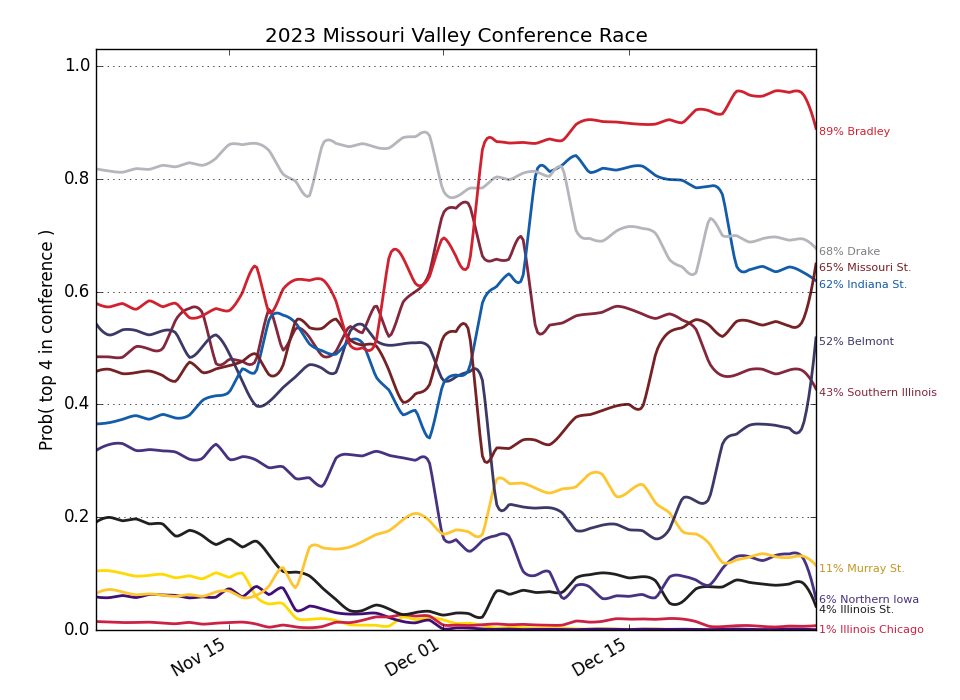 2023 Missouri Valley Conference Race
Prob( top 4 in conference )
1.0
0.8
0.6
0.4
0.2
0.0
Nov 15
Dec 01
Dec 15
89% Bradley
68% Drake
65% Missouri St.
62% Indiana St.
52% Belmont
43% Southern Illinois
11% Murray St.
6% Northern Iowa
4% Illinois St.
1% Illinois Chicago